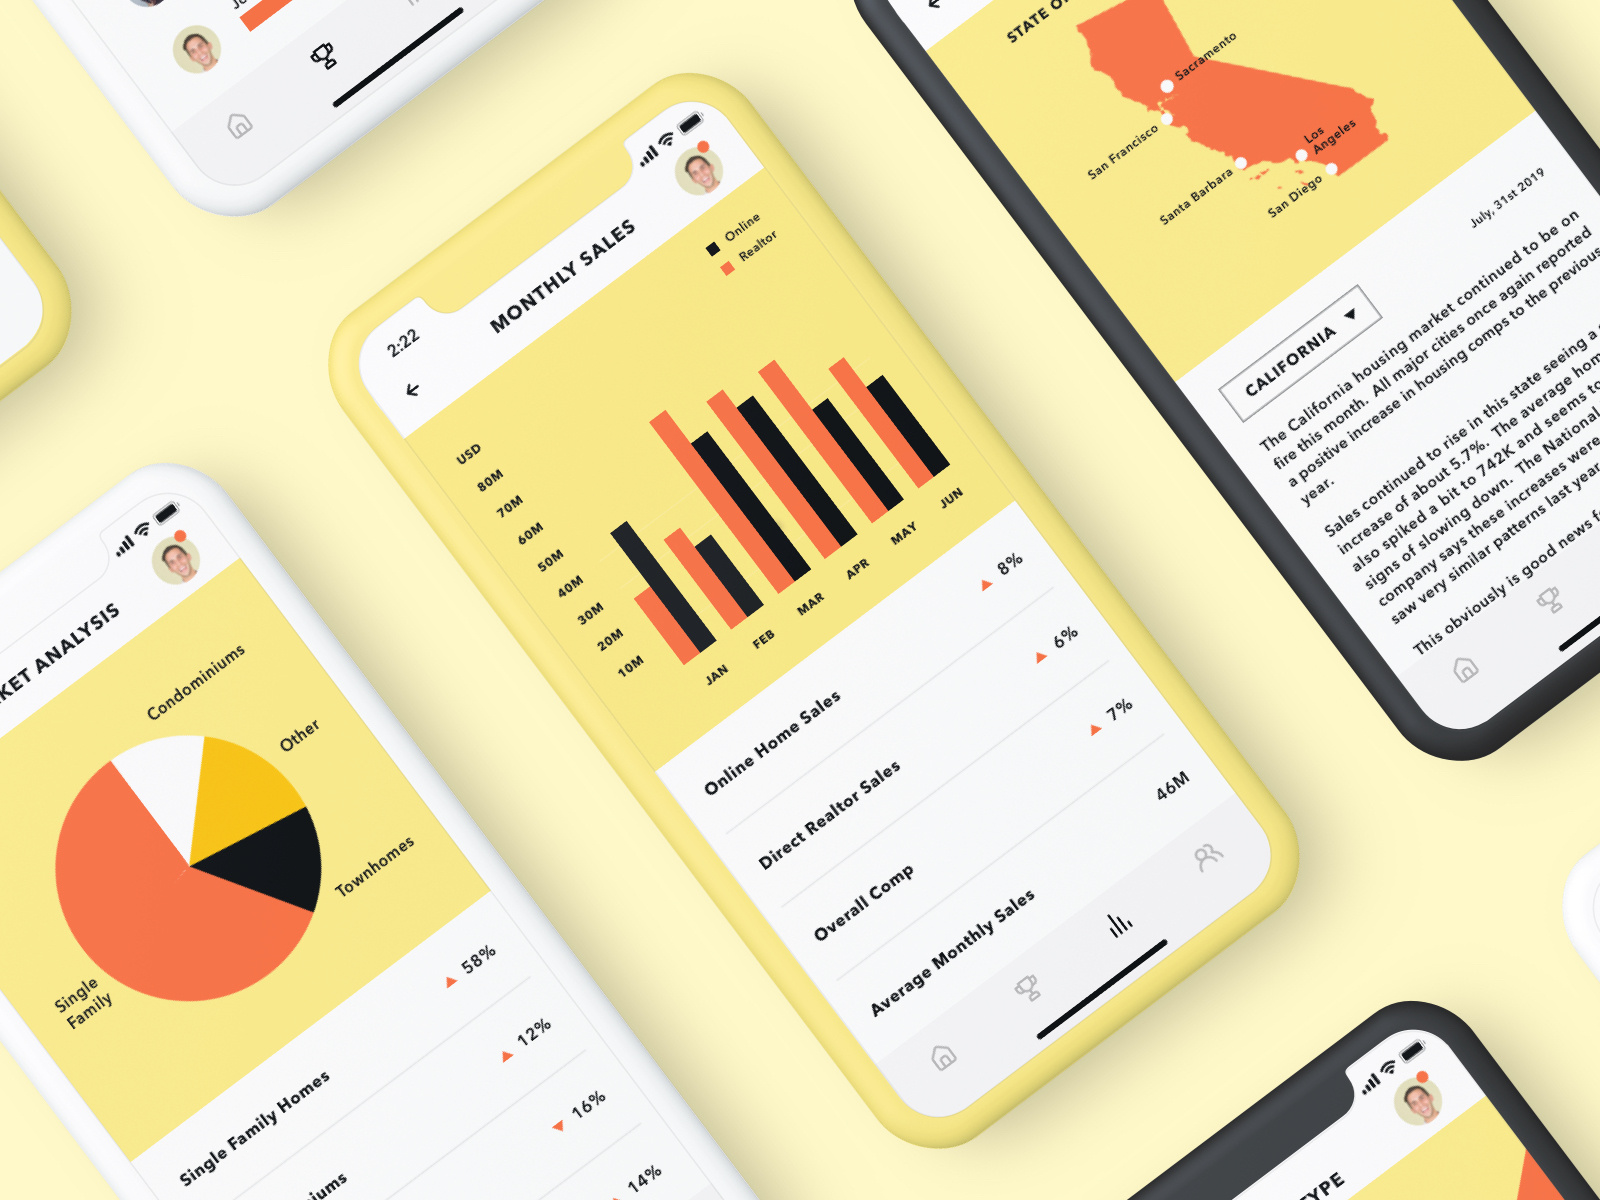 2:22
MONTHLY SALES
Online
Realtor
USD
80M
70M
60M
50M
40M
30M
20M
10M
JAN
FEB
MAR
APR
MAY
JUN
Online Home Sales
8%
Direct Realtor Sales
6%
Overall Comp
7%
Average Monthly Sales
46M
KET ANALYSIS
Condominiums
Other
Townhomes
Single
Family
Single Family Homes
58%
iums
12%
16%
14%
STATE O
Sacramento
San Francisco
Los
Angeles
Santa Barbara
San Diego
July, 31st 2019
CALIFORNIA
The California housing market continued to be on
fire this month. All major cities once again reported
a positive increase in housing comps to the previous
year.
Sales continued to rise in this state seeing a
increase of about 5.7%. The average hom
also spiked a bit to 742K and seems to
signs of slowing down. The National
company says these increases were
saw very similar patterns last year
This obviously is good news f
TYPE